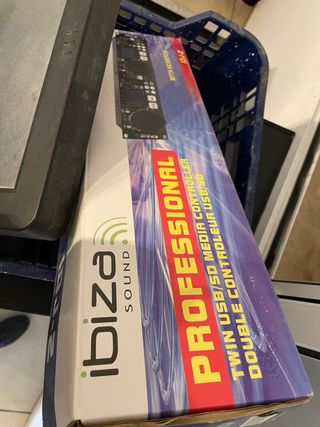 ibiza
SOUND
PROFESSIONAL
TWIN USB/SD MEDIA CONTROLLER
DOUBLE CONTROLEUR USB/SD